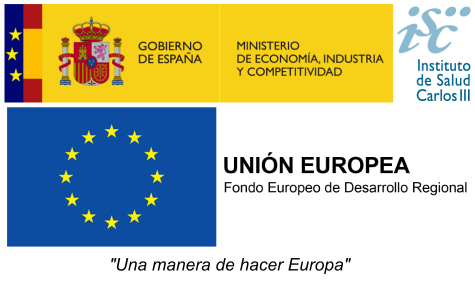 GOBIERNO
DE ESPAÑA
MINISTERIO
DE ECONOMÍA, INDUSTRIA
Y COMPETITIVIDAD
isc
Instituto
de Salud
Carlos III
UNIÓN EUROPEA
Fondo Europeo de Desarrollo Regional
"Una manera de hacer Europa"